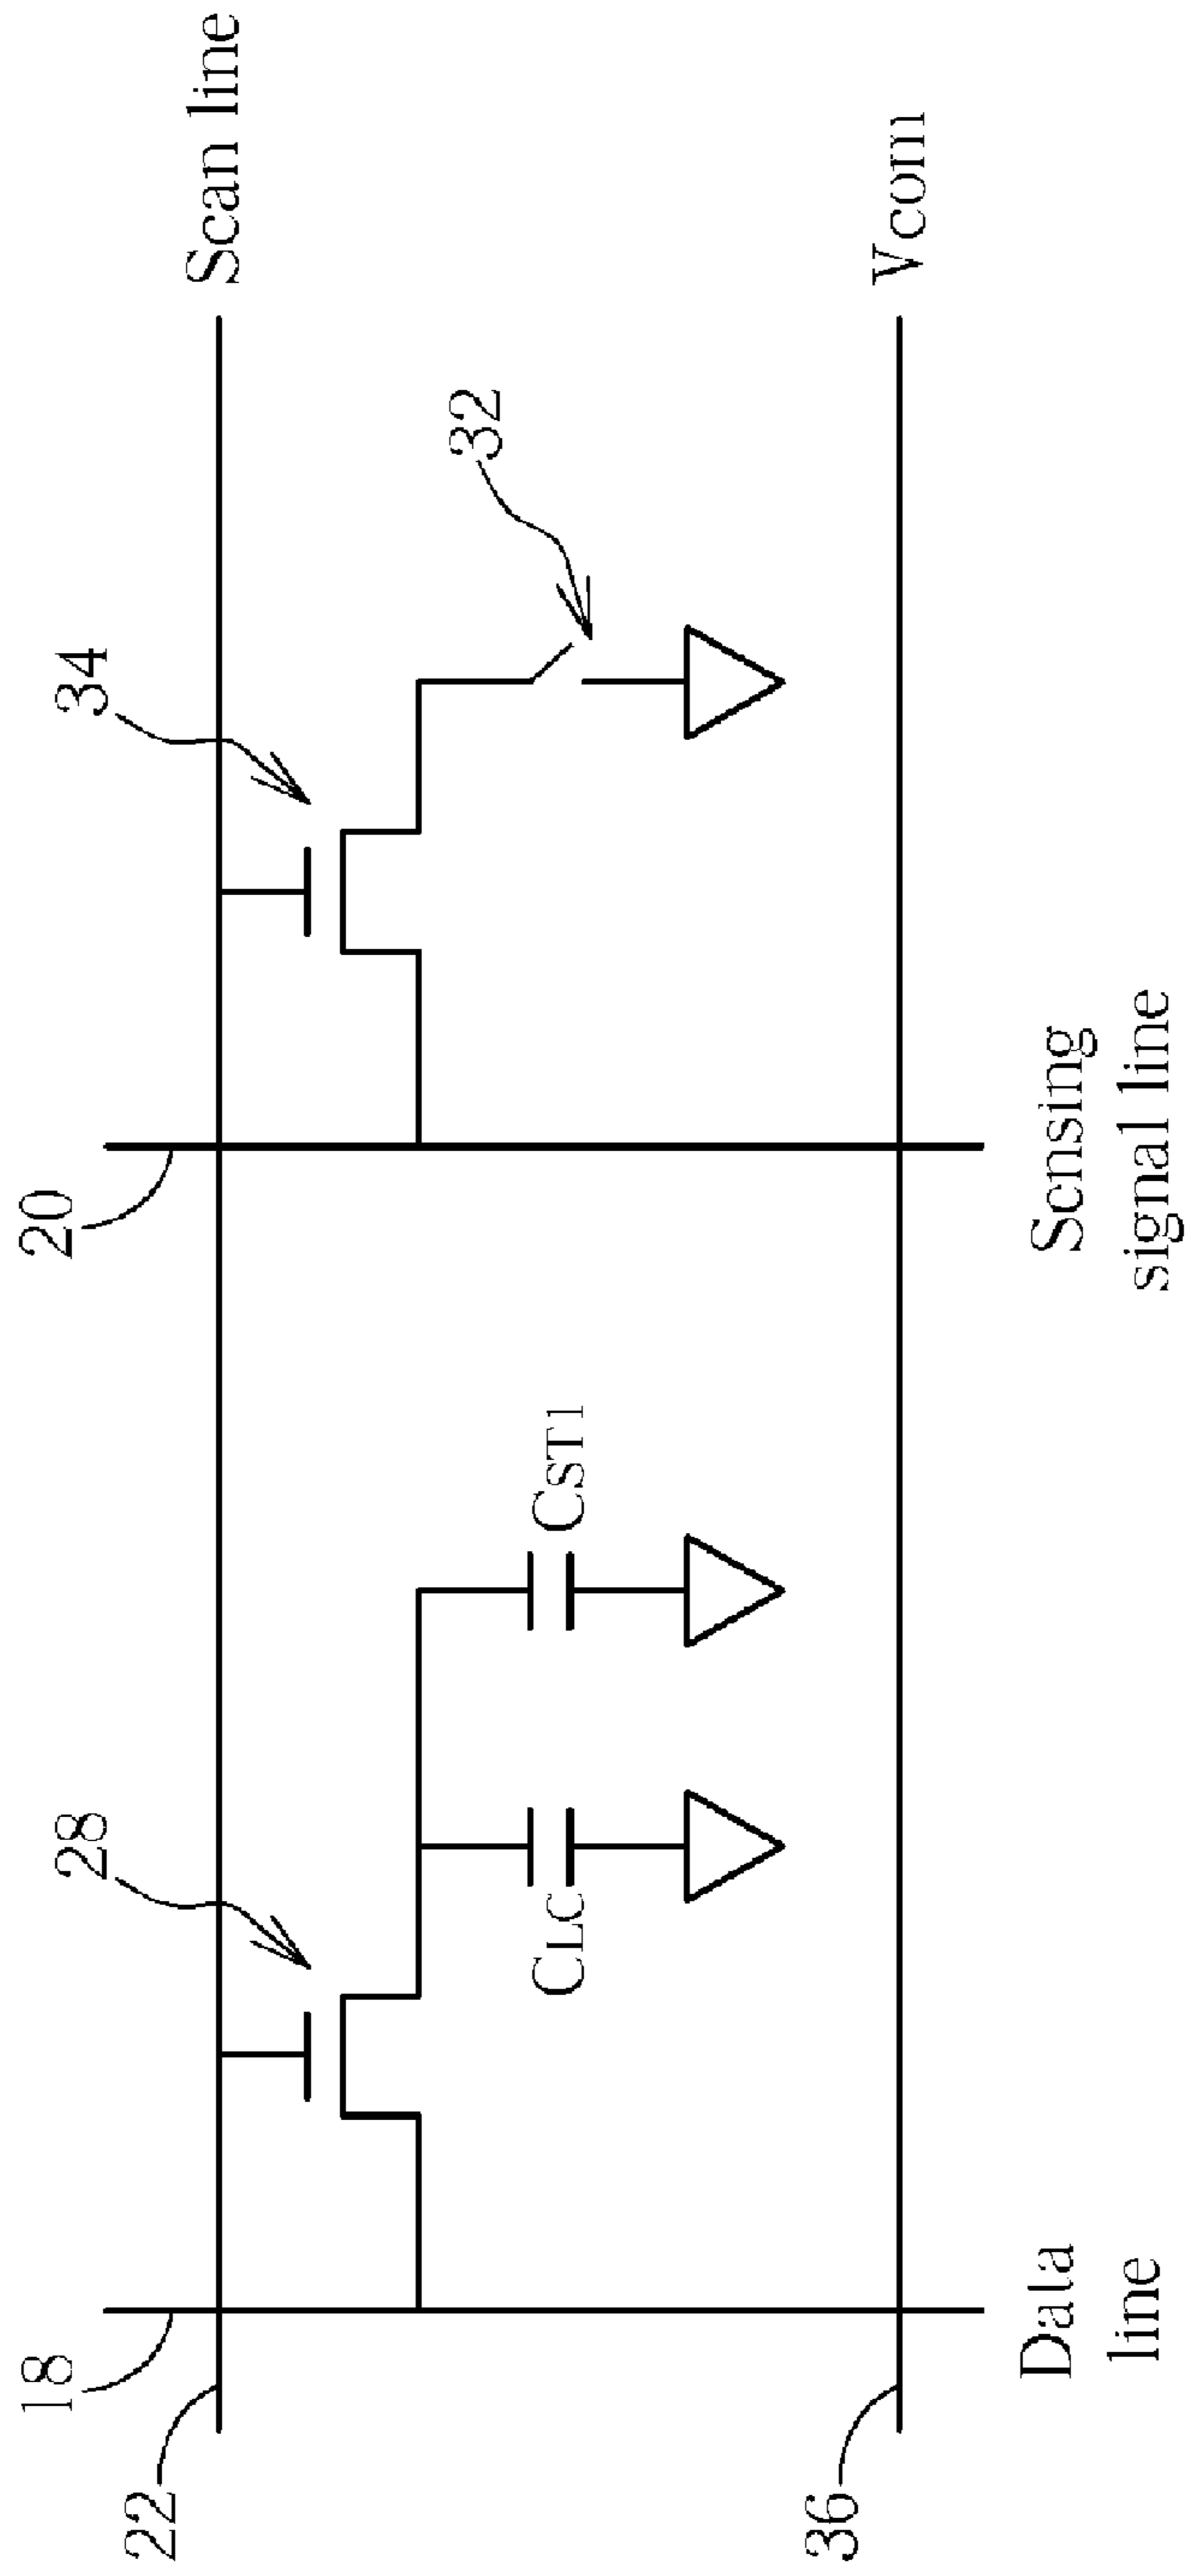 18
28
20
34
22
Scan line
CLC
CST1
32
36
Vcom
Data
line
Sensing
signal line